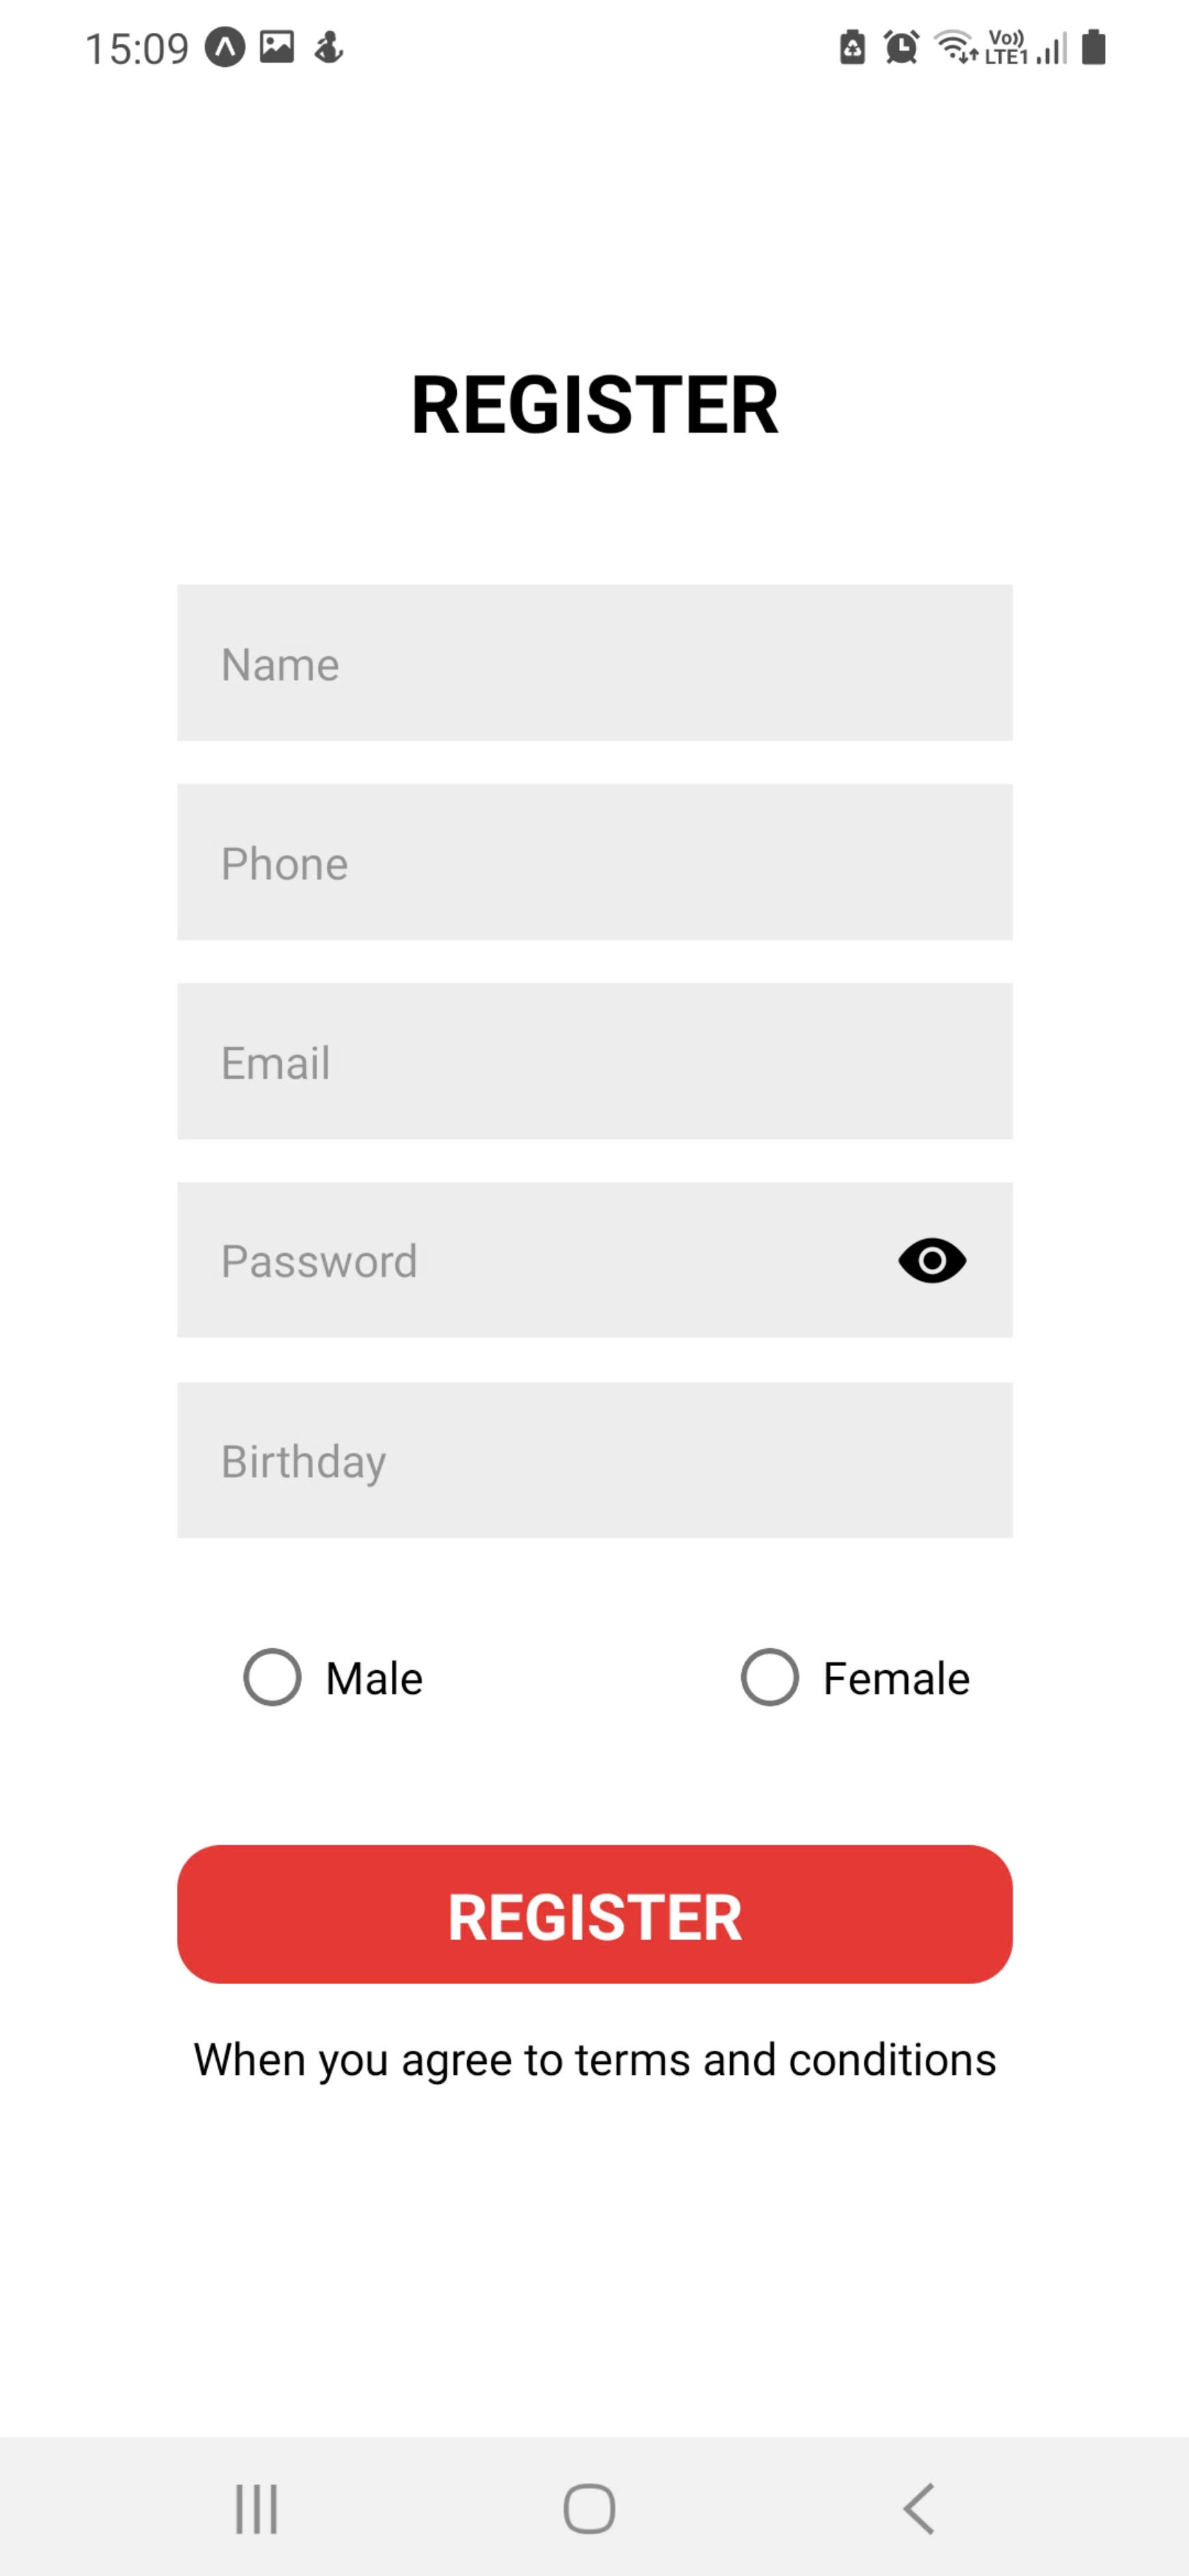 15:09
Vo))
LTE1
REGISTER
Name
Phone
Email
Password
Birthday
Male
Female
REGISTER
When you agree to terms and conditions